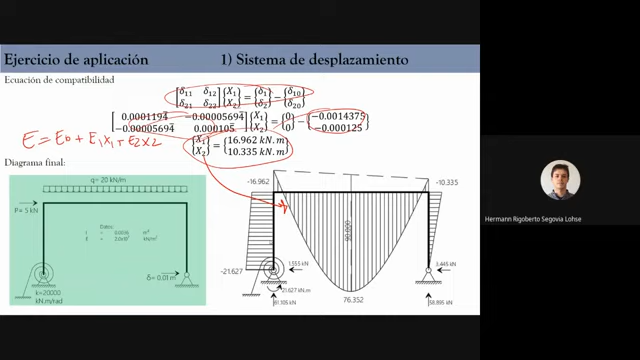 Ejercicio de aplicación
1) Sistema de desplazamiento
Ecuación de compatibilidad
[δ11 δ12 δ21 δ22] {X1 X2} = {δ1 δ2} − {δ10 δ20}
[0.0001194 −0.00005694 −0.00005694 0.000105] {X1 X2} = {0 0} − {−0.0014375 −0.000125}
E = E0 + E1X1 + E2X2
{X1 X2} = {16.962 kN.m 10.335 kN.m}
Diagrama final:
q= 20 kN/m
P= 5 kN
Datos:
I = 0.0036 m⁴
k=20000
kN.m/rad
δ= 0.01 m
-16.962
-10.335
90.000
-21.627
1.555 kN
21.627 kN.m
61.105 kN
76.352
3.445 kN
58.895 kN
Hermann Rigoberto Segovia Lohse